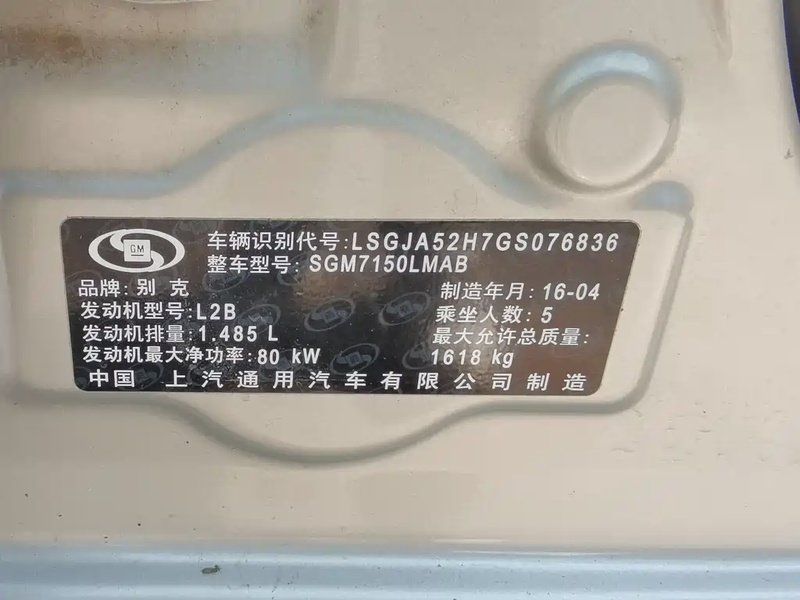 GM
车辆识别代号:LSGJA52H7GS076836
整车型号: SGM7150LMAB
品牌: 别 克
制造年月: 16-04
发动机型号: L2B
乘坐人数: 5
发动机排量: 1.485 L
最大允许总质量:
发动机最大净功率: 80 kW
1618 kg
中国 上汽通用汽车有限公司制造